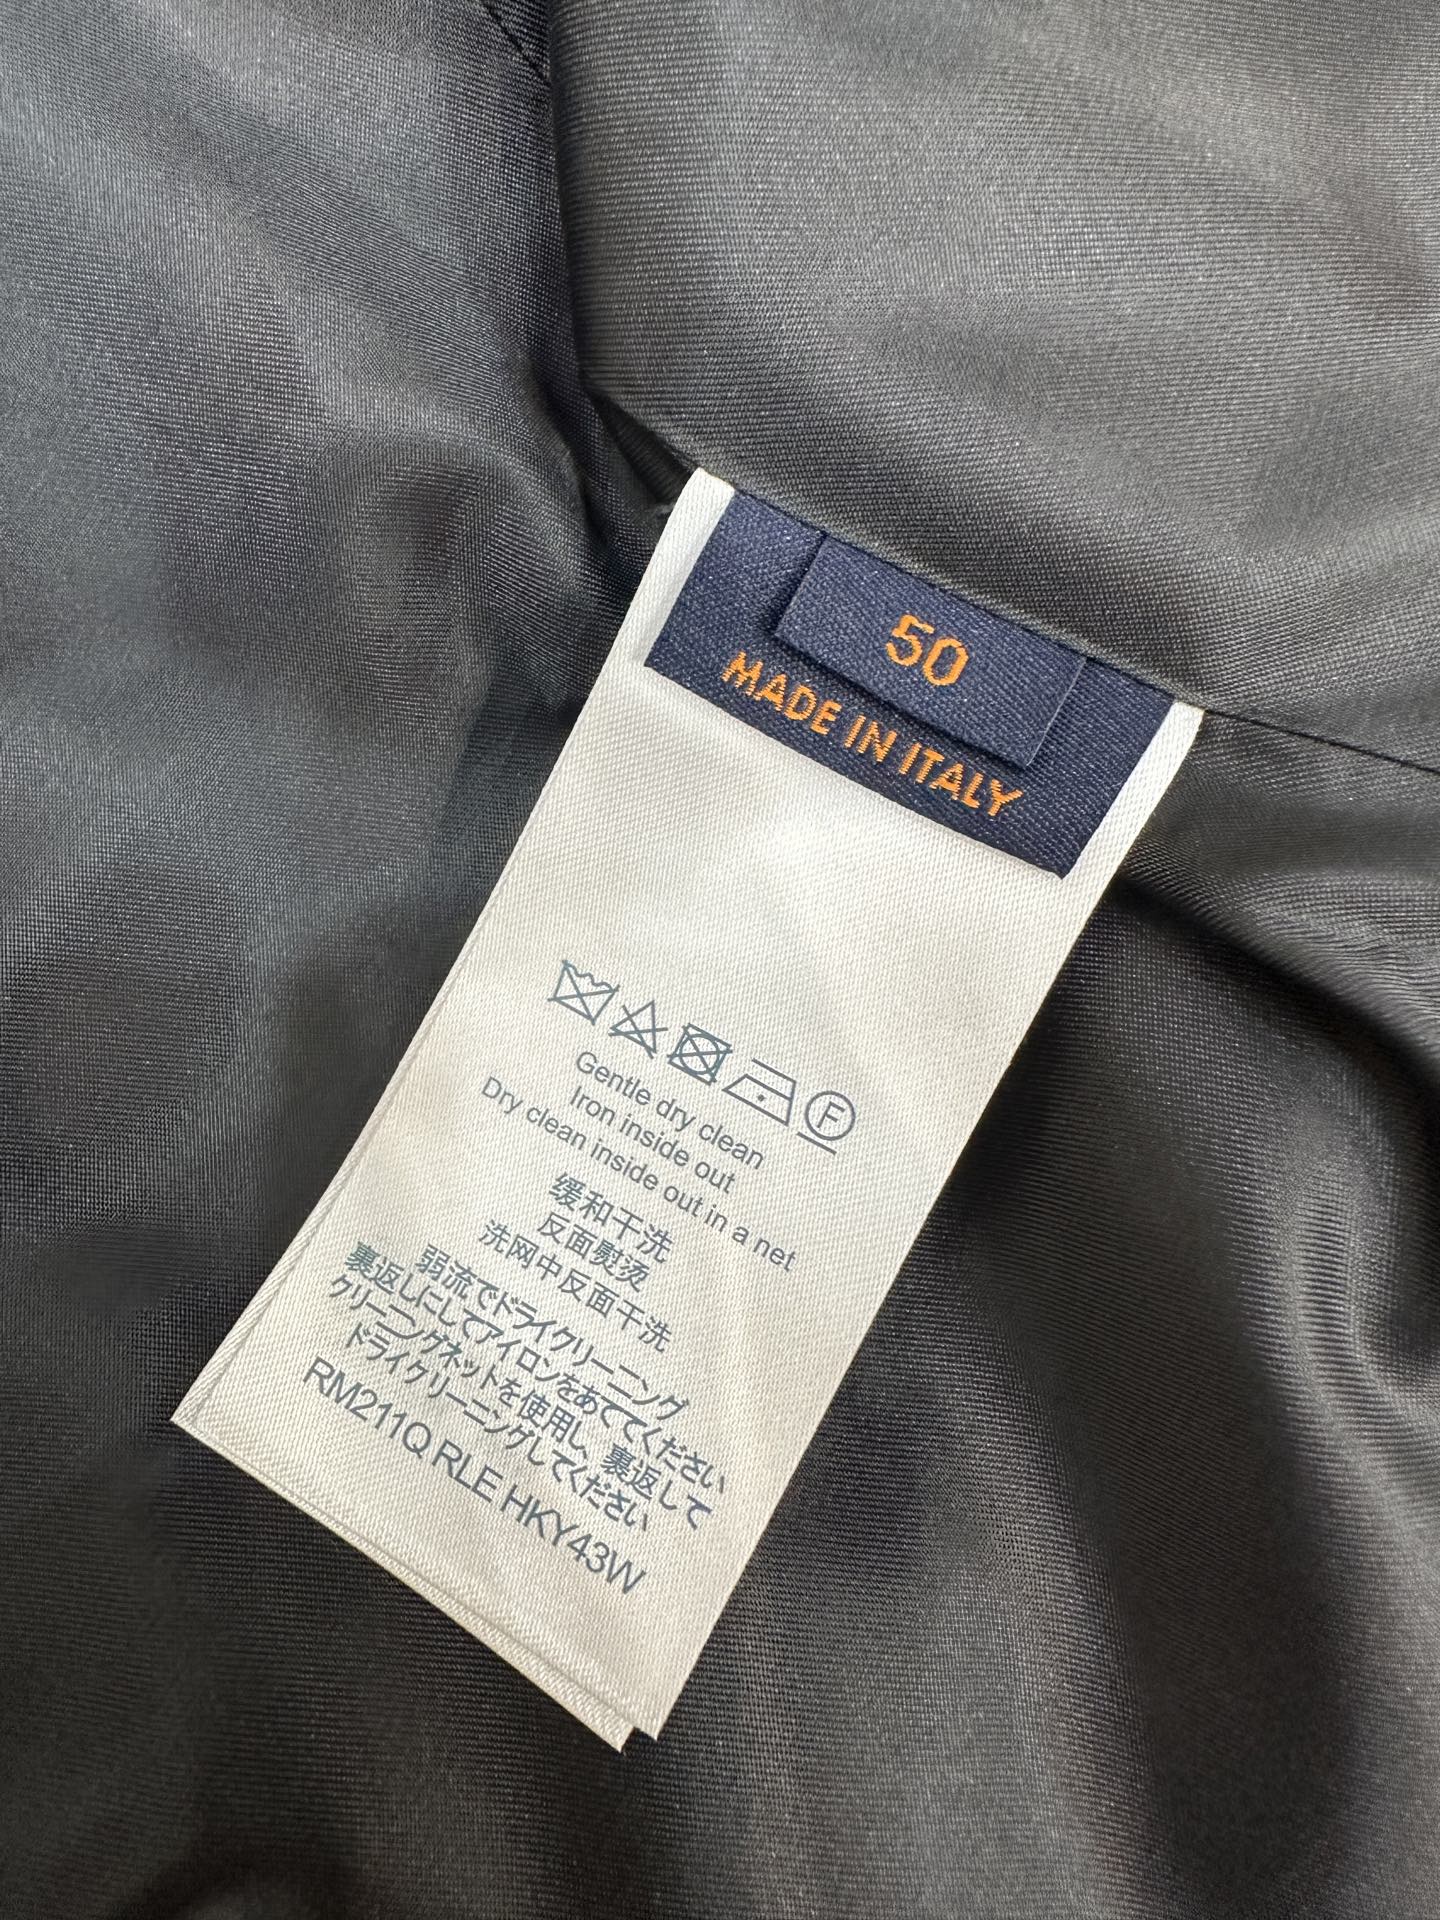 50
MADE IN ITALY
F
Gentle dry clean
Iron inside out
Dry clean inside out in a net
缓和干洗
反面熨烫
洗网中反面干洗
弱流でドライクリーニング
裏返しにしてアイロンをあててください
クリーニングネットを使用し、裏返して
ドライクリーニングしてください
RM211Q RLE HKY43W